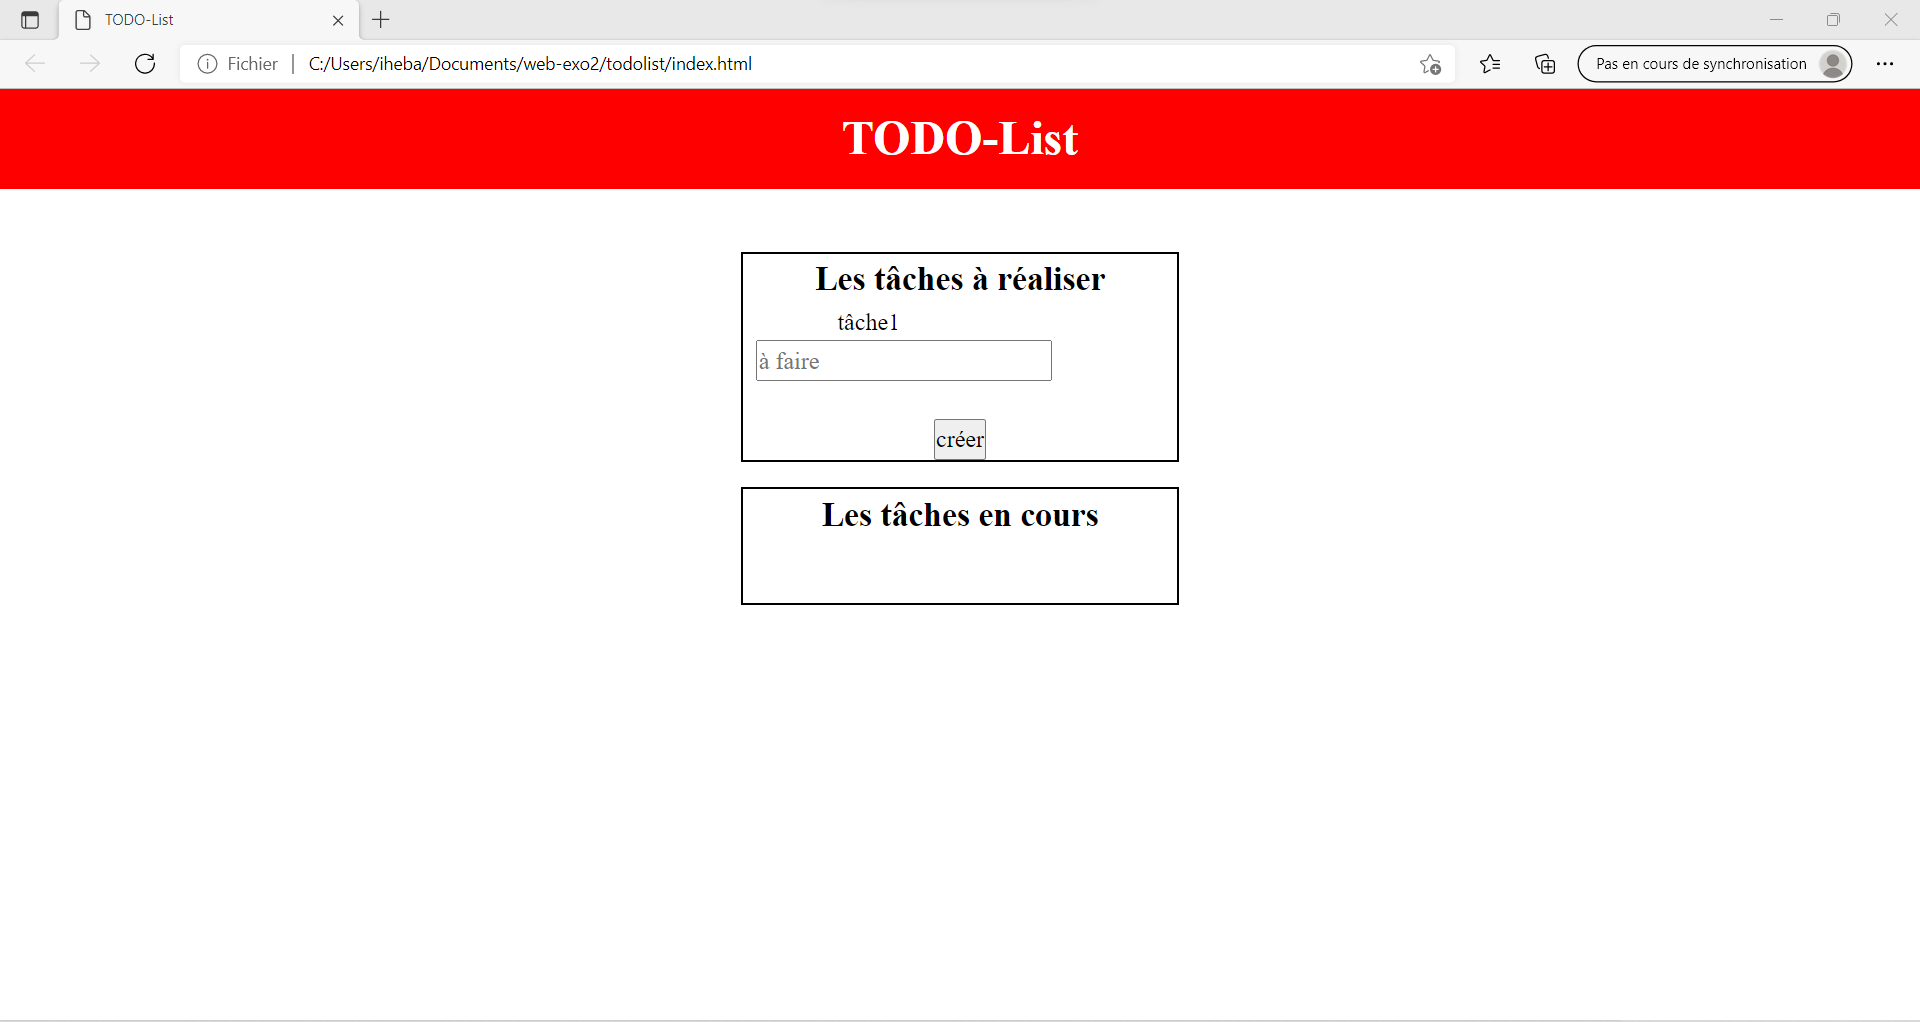 TODO-List
Fichier
C:/Users/iheba/Documents/web-exo2/todolist/index.html
Pas en cours de synchronisation
TODO-List
Les tâches à réaliser
tâche1
à faire
créer
Les tâches en cours